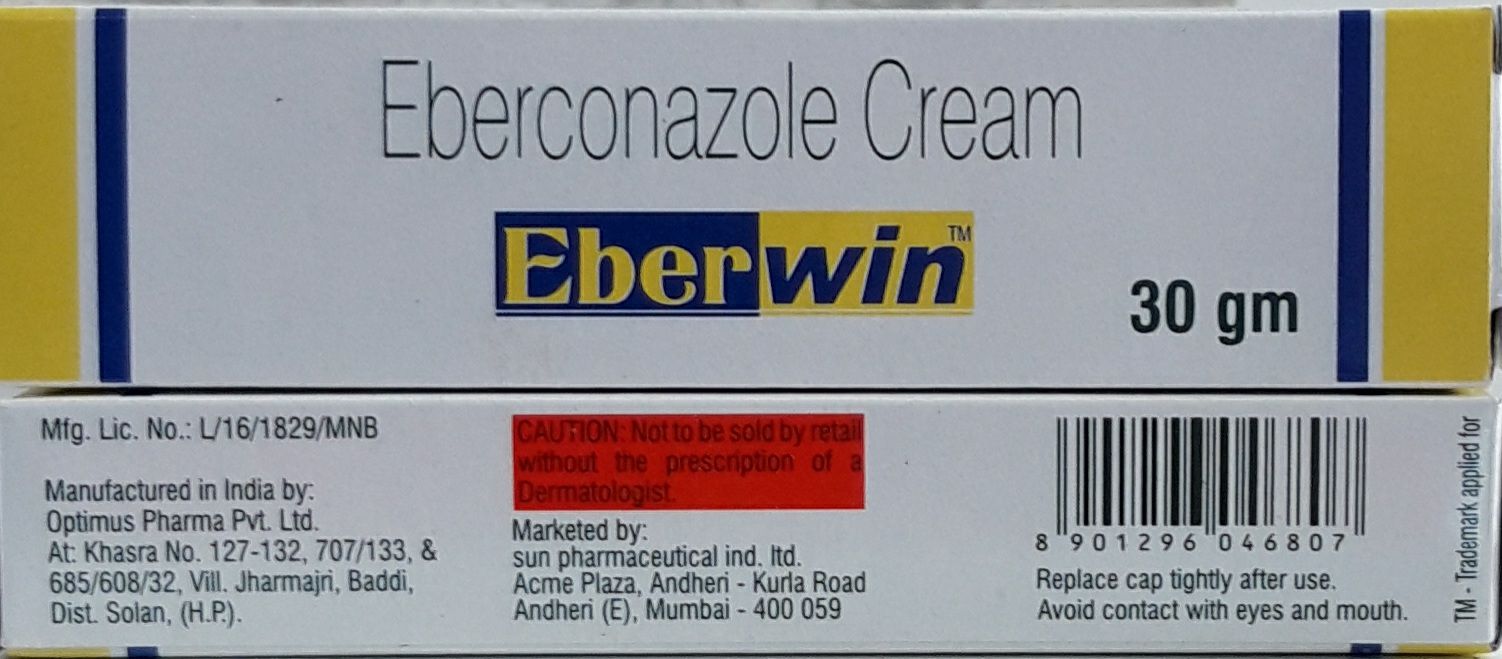 Eberconazole Cream
Eberwin™
30 gm
Mfg. Lic. No.: L/16/1829/MNB
Manufactured in India by:
Optimus Pharma Pvt. Ltd.
At: Khasra No. 127-132, 707/133, &
685/608/32, Vill. Jharmajri, Baddi,
Dist. Solan, (H.P.).
CAUTION: Not to be sold by retail
without the prescription of a
Dermatologist.
Marketed by:
sun pharmaceutical ind. ltd.
Acme Plaza, Andheri - Kurla Road
Andheri (E), Mumbai - 400 059
8 901296 046807
Replace cap tightly after use.
Avoid contact with eyes and mouth.
TM - Trademark applied for